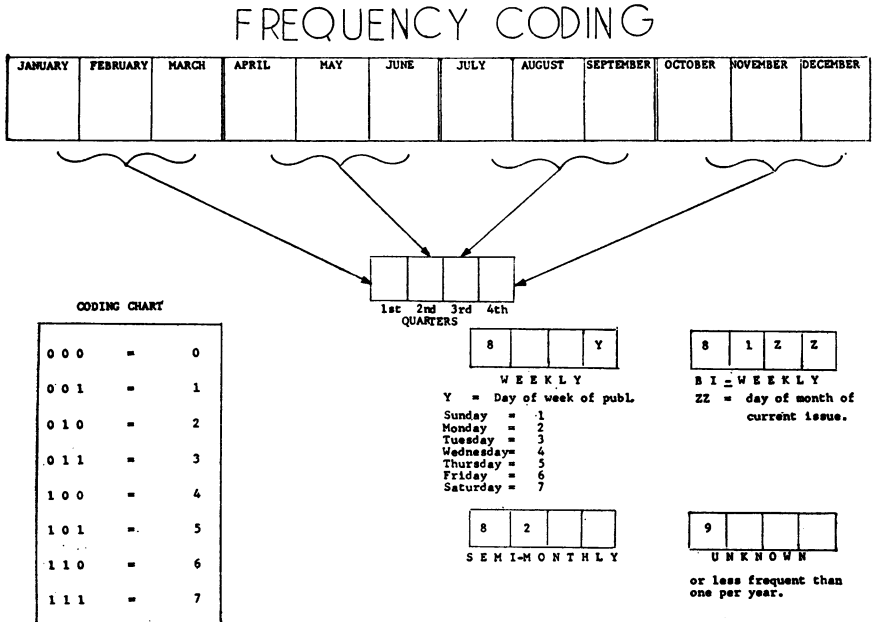 FREQUENCY CODING
JANUARY FEBRUARY MARCH APRIL MAY JUNE JULY AUGUST SEPTEMBER OCTOBER NOVEMBER DECEMBER
1st 2nd 3rd 4th
QUARTERS
CODING CHART
0 0 0 = 0
0 0 1 = 1
0 1 0 = 2
0 1 1 = 3
1 0 0 = 4
1 0 1 = 5
1 1 0 = 6
1 1 1 = 7
8 Y
W E E K L Y
Y = Day of week of publ.
Sunday = 1
Monday = 2
Tuesday = 3
Wednesday= 4
Thursday = 5
Friday = 6
Saturday = 7
8 1 Z Z
B I - W E E K L Y
ZZ = day of month of
current issue.
8 2
S E M I-M O N T H L Y
9
U N K N O W N
or less frequent than
one per year.